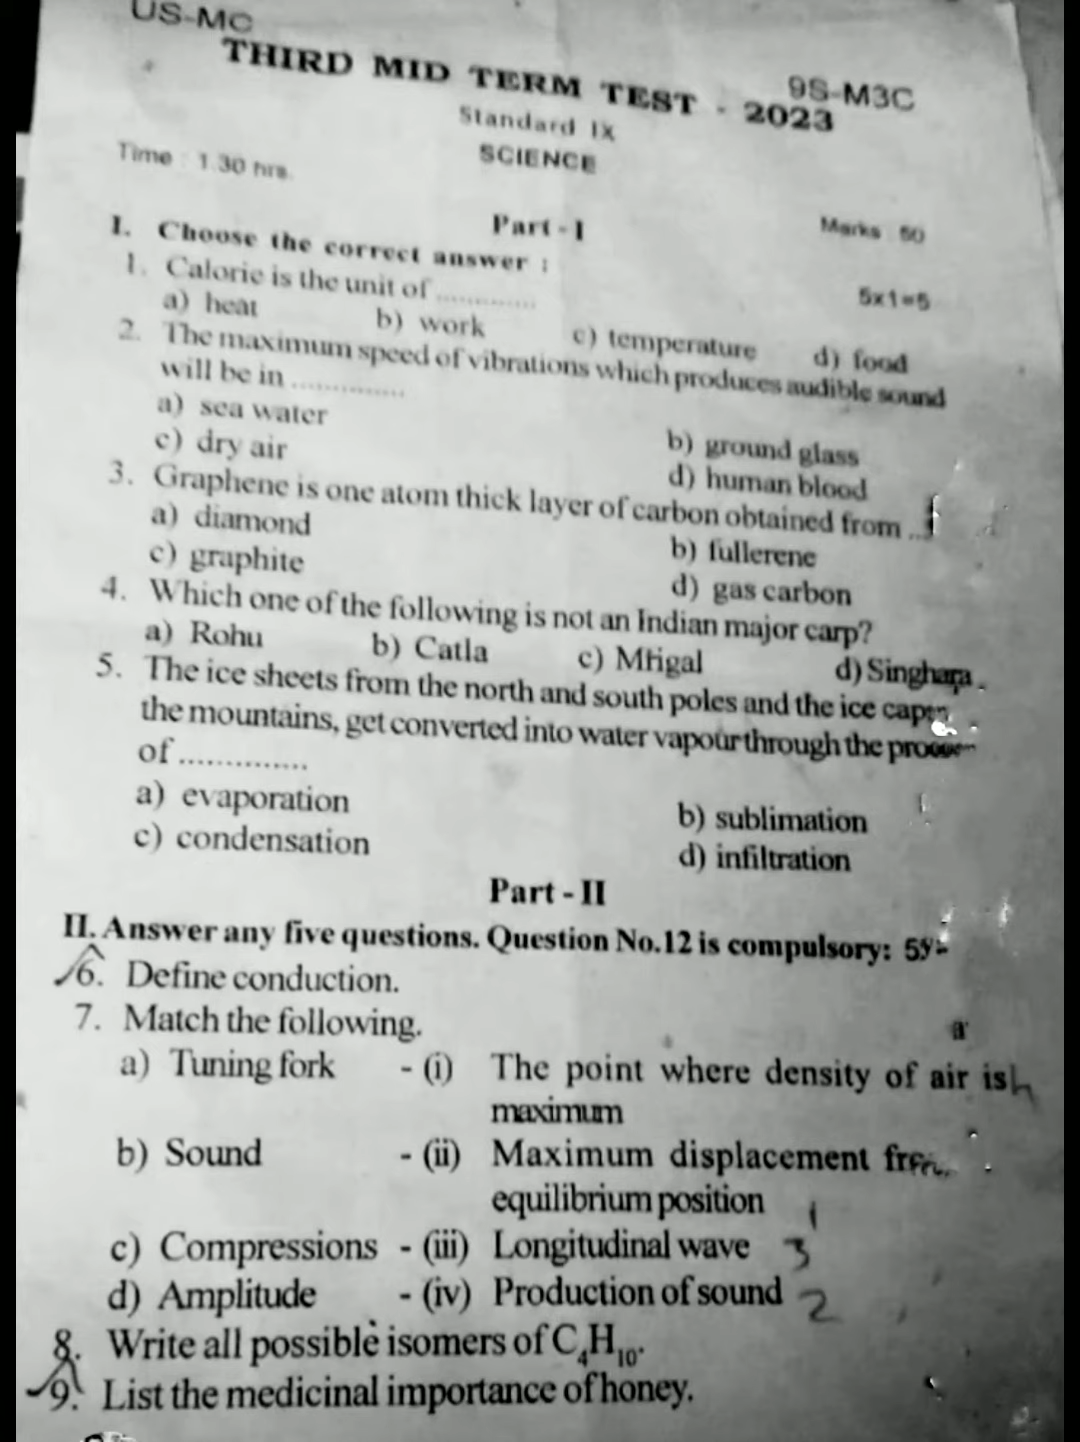 US-MC
9S-M3C
THIRD MID TERM TEST - 2023
Standard IX
SCIENCE
Time : 1.30 hrs.
Marks 50
Part - I
I. Choose the correct answer :
5x1=5
1. Calorie is the unit of .............
a) heat b) work c) temperature d) food
2. The maximum speed of vibrations which produces audible sound
will be in .............
a) sea water b) ground glass
c) dry air d) human blood
3. Graphene is one atom thick layer of carbon obtained from ...
a) diamond b) fullerene
c) graphite d) gas carbon
4. Which one of the following is not an Indian major carp?
a) Rohu b) Catla c) Mrigal d) Singhara
5. The ice sheets from the north and south poles and the ice
the mountains, get converted into water vapour through the
of ..............
a) evaporation b) sublimation
c) condensation d) infiltration
Part - II
II. Answer any five questions. Question No.12 is compulsory:
6. Define conduction.
7. Match the following.
a) Tuning fork - (i) The point where density of air is
maximum
b) Sound - (ii) Maximum displacement
equilibrium position
c) Compressions - (iii) Longitudinal wave 3
d) Amplitude - (iv) Production of sound 2
8. Write all possible isomers of C₄H₁₀.
9. List the medicinal importance of honey.